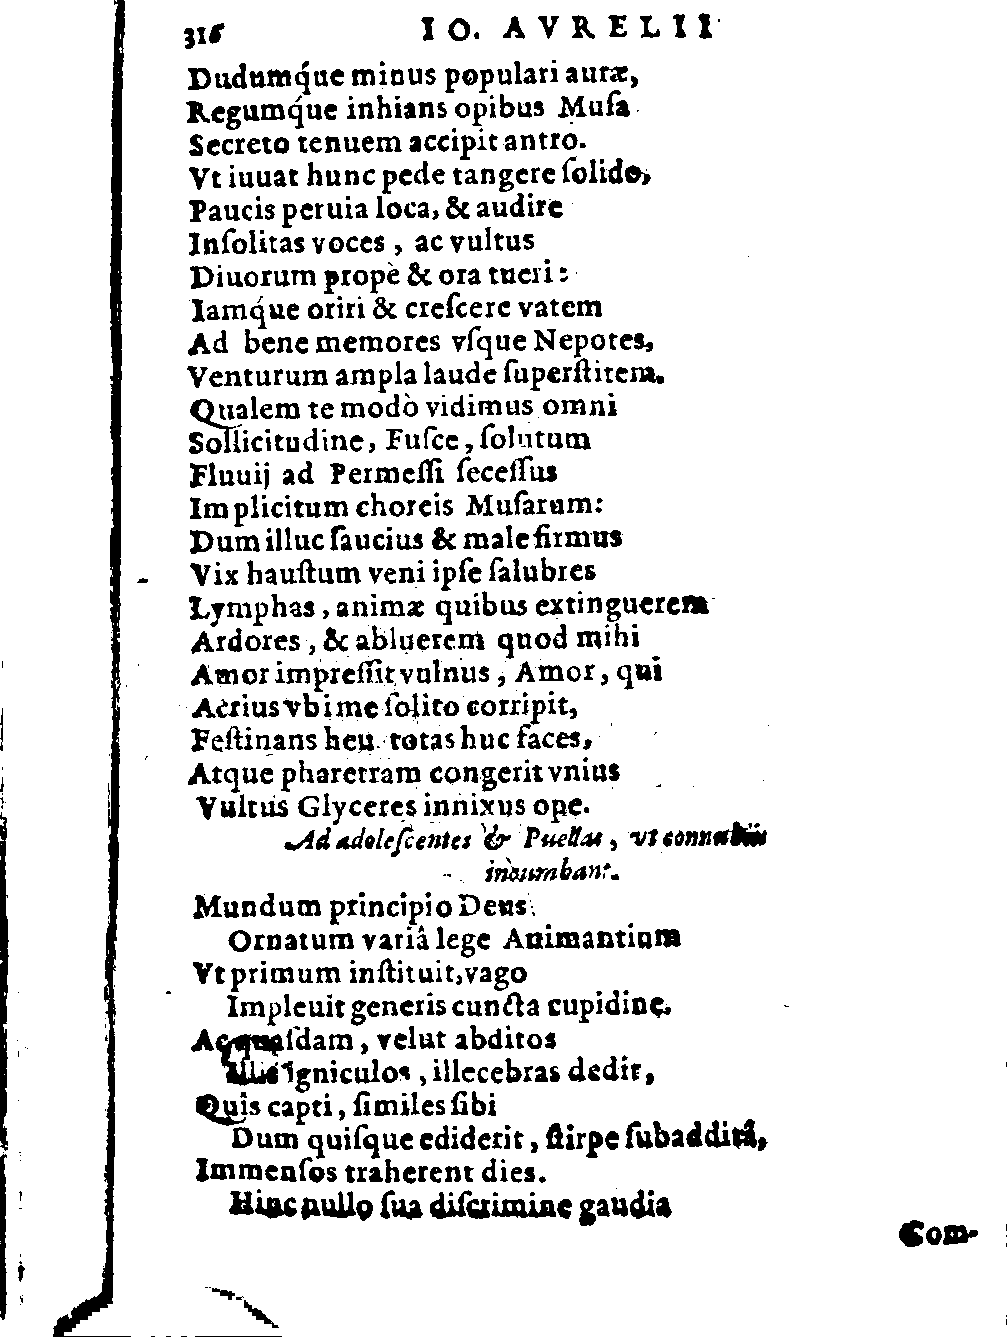 316 IO. AVRELII
Dudumq́ue minus populari auræ,
Regumq́ue inhians opibus Muſa
Secreto tenuem accipit antro.
Vt iuuat hunc pede tangere ſolido,
Paucis peruia loca, & audire
Inſolitas voces, ac vultus
Diuorum propè & ora tueri:
Iamq́ue oriri & creſcere vatem
Ad bene memores vſque Nepotes,
Venturum ampla laude ſuperſtitem.
Qualem te modò vidimus omni
Sollicitudine, Fuſce, ſolutum
Fluuij ad Permeſſi ſeceſſus
Implicitum choreis Muſarum:
Dum illuc ſaucius & male firmus
Vix hauſtum veni ipſe ſalubres
Lymphas, animæ quibus extinguerem
Ardores, & abluerem quod mihi
Amor impreſſit vulnus, Amor, qui
Acrius vbi me ſolito corripit,
Feſtinans heu totas huc faces,
Atque pharetram congerit vnius
Vultus Glyceres innixus ope.
Ad adoleſcentes & Puellas, vt connubiis
incumbant.
Mundum principio Deus
Ornatum variâ lege Animantium
Vt primum inſtituit, vago
Impleuit generis cuncta cupidine.
Ac quaſdam, velut abditos
igniculos, illecebras dedit,
Quis capti, ſimiles ſibi
Dum quiſque ediderit, ſtirpe ſubadditâ,
Immenſos traherent dies.
Hinc nullo ſua diſcrimine gaudia
Com-